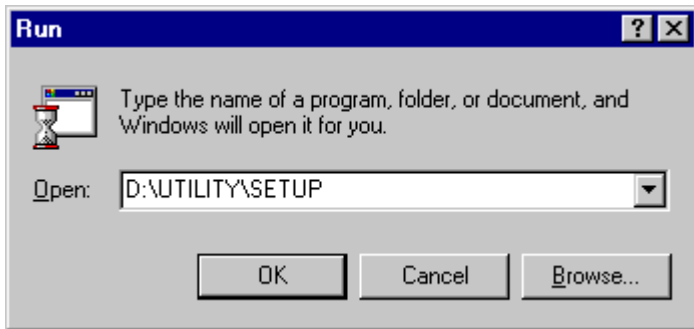 Run
Type the name of a program, folder, or document, and
Windows will open it for you.
Open: D:\UTILITY\SETUP
OK Cancel Browse...